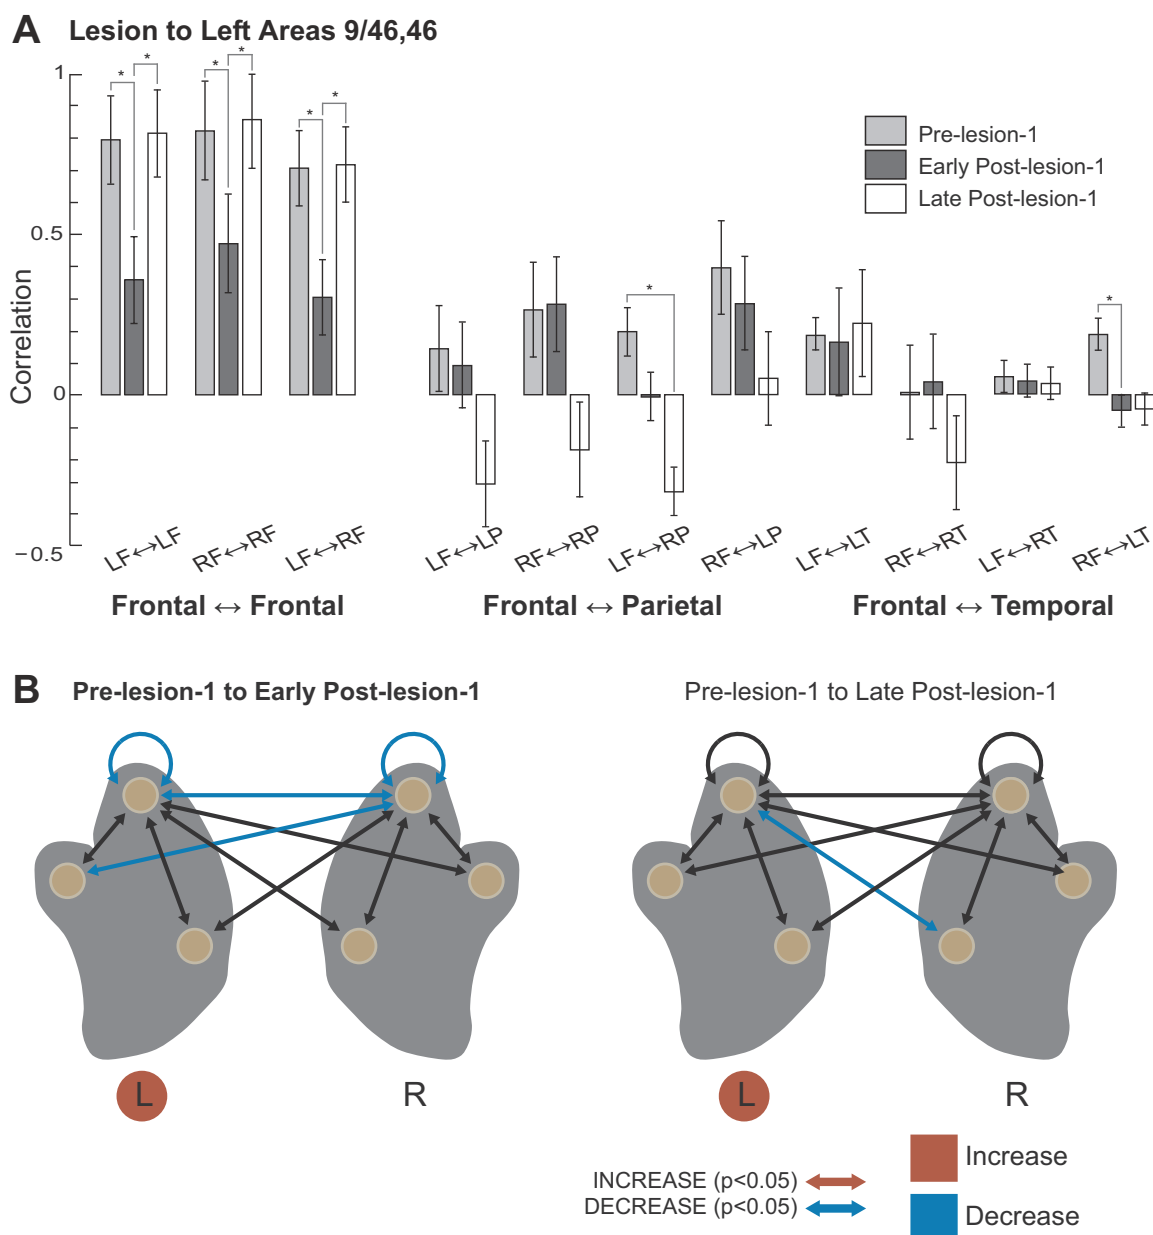 A Lesion to Left Areas 9/46,46
* * * * * *
1
0.5
0
−0.5
Correlation
Pre-lesion-1
Early Post-lesion-1
Late Post-lesion-1
*
*
LF↔LF RF↔RF LF↔RF LF↔LP RF↔RP LF↔RP RF↔LP LF↔LT RF↔RT LF↔RT RF↔LT
Frontal ↔ Frontal Frontal ↔ Parietal Frontal ↔ Temporal
B Pre-lesion-1 to Early Post-lesion-1 Pre-lesion-1 to Late Post-lesion-1
L R L R
INCREASE (p<0.05)
DECREASE (p<0.05)
Increase
Decrease